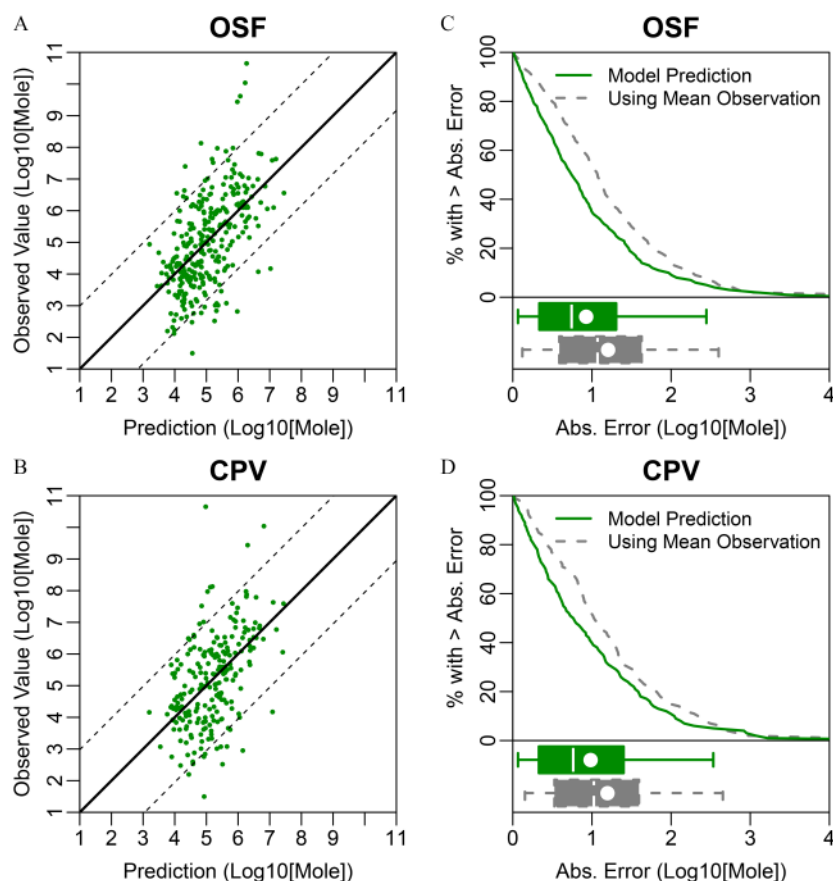 A
OSF
Observed Value (Log10[Mole])
1 2 3 4 5 6 7 8 9 11
1 2 3 4 5 6 7 8 9 11
Prediction (Log10[Mole])
C
OSF
% with > Abs. Error
0 20 40 60 80 100
Model Prediction
Using Mean Observation
0 1 2 3 4
Abs. Error (Log10[Mole])
B
CPV
Observed Value (Log10[Mole])
1 2 3 4 5 6 7 8 9 11
1 2 3 4 5 6 7 8 9 11
Prediction (Log10[Mole])
D
CPV
% with > Abs. Error
0 20 40 60 80 100
Model Prediction
Using Mean Observation
0 1 2 3 4
Abs. Error (Log10[Mole])